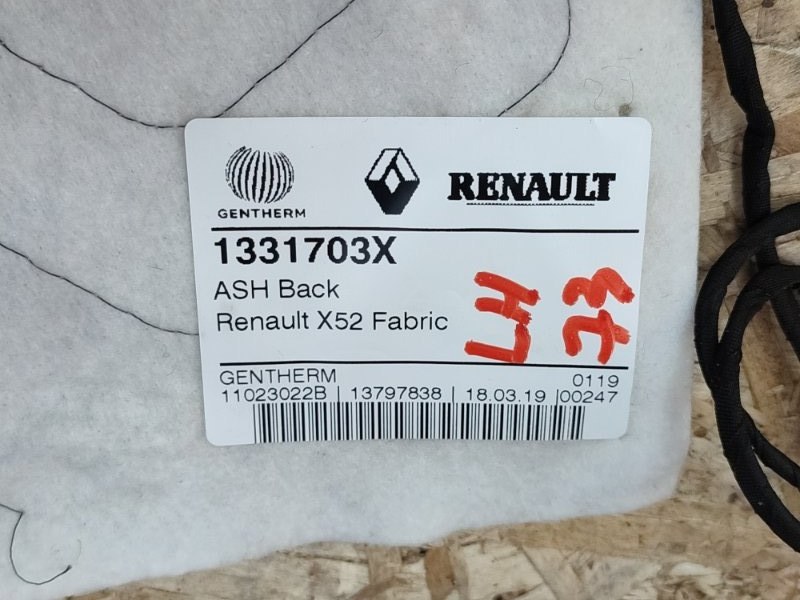 GENTHERM
RENAULT
1331703X
ASH Back
Renault X52 Fabric
LH
GENTHERM 0119
11023022B | 13797838 | 18.03.19 | 00247